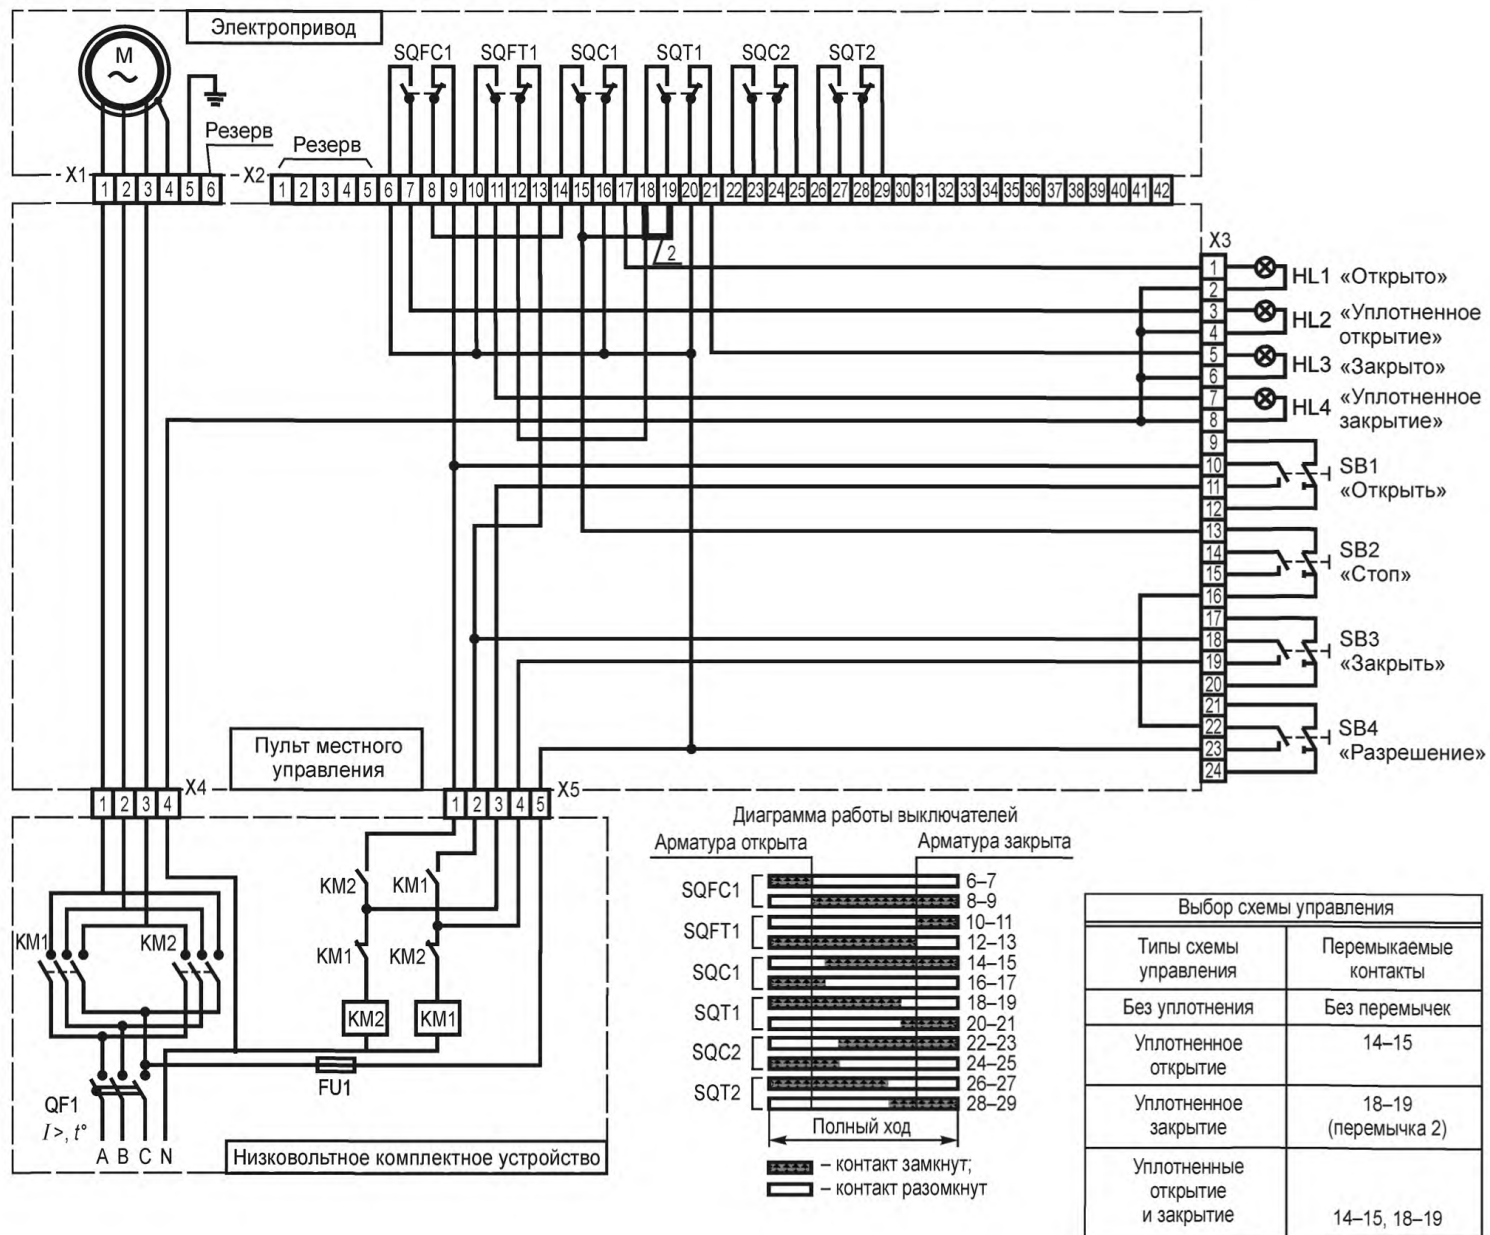 Электропривод
M
SQFC1 SQFT1 SQC1 SQT1 SQC2 SQT2
Резерв
Резерв
X1 1 2 3 4 5 6
X2 1 2 3 4 5 6 7 8 9 10 11 12 13 14 15 16 17 18 19 20 21 22 23 24 25 26 27 28 29 30 31 32 33 34 35 36 37 38 39 40 41 42
2
X3
1
2
3
4
5
6
7
8
9
10
11
12
13
14
15
16
17
18
19
20
21
22
23
24
HL1 «Открыто»
HL2 «Уплотненное
открытие»
HL3 «Закрыто»
HL4 «Уплотненное
закрытие»
SB1
«Открыть»
SB2
«Стоп»
SB3
«Закрыть»
SB4
«Разрешение»
Пульт местного
управления
1 2 3 4 X4
1 2 3 4 5 X5
KM2 KM1
KM1 KM2
KM1 KM2
KM2 KM1
FU1
QF1
I>, t°
A B C N
Низковольтное комплектное устройство
Диаграмма работы выключателей
Арматура открыта Арматура закрыта
SQFC1 6–7
8–9
SQFT1 10–11
12–13
SQC1 14–15
16–17
SQT1 18–19
20–21
SQC2 22–23
24–25
SQT2 26–27
28–29
Полный ход
– контакт замкнут;
– контакт разомкнут
Выбор схемы управления
Типы схемы
управления
Перемыкаемые
контакты
Без уплотнения Без перемычек
Уплотненное
открытие
14–15
Уплотненное
закрытие
18–19
(перемычка 2)
Уплотненные
открытие
и закрытие
14–15, 18–19